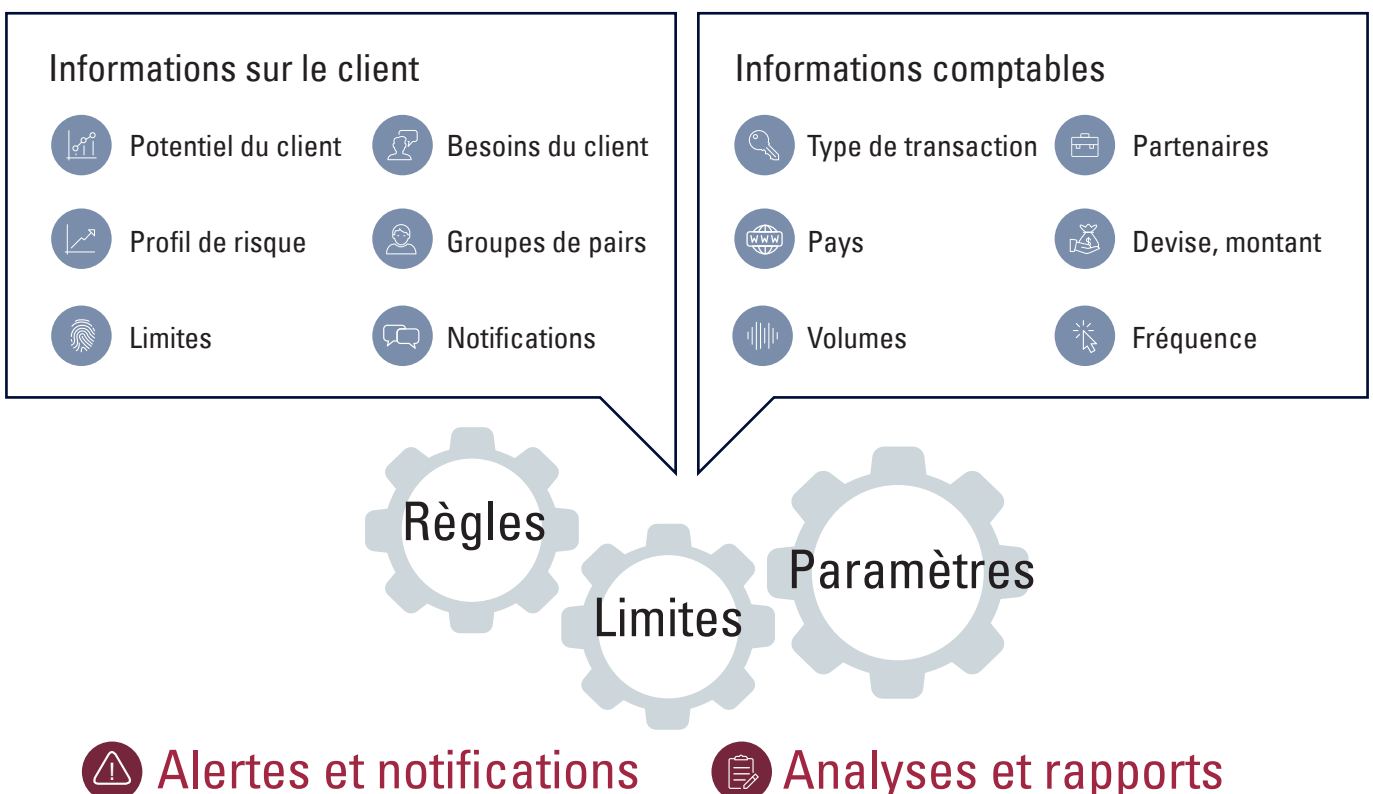 Informations sur le client
Potentiel du client
Besoins du client
Profil de risque
Groupes de pairs
Limites
Notifications
Informations comptables
Type de transaction
Partenaires
WWW
Pays
$
Devise, montant
Volumes
Fréquence
Règles
Limites
Paramètres
Alertes et notifications
Analyses et rapports